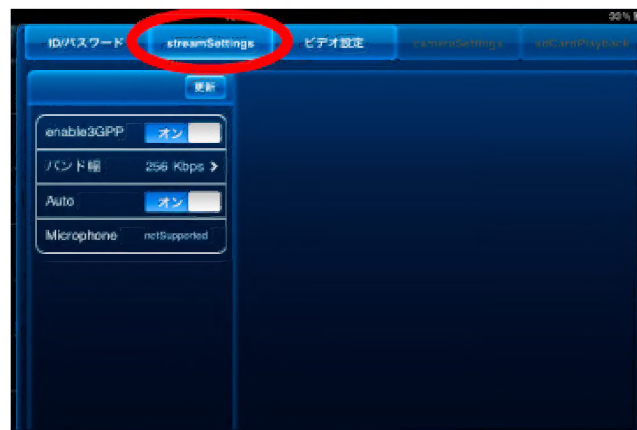 39%
ID/パスワード streamSettings ビデオ設定 cameraSettings sdCardPlayback
更新
enable3GPP オン
バンド幅 256 Kbps >
Auto オン
Microphone notSupported